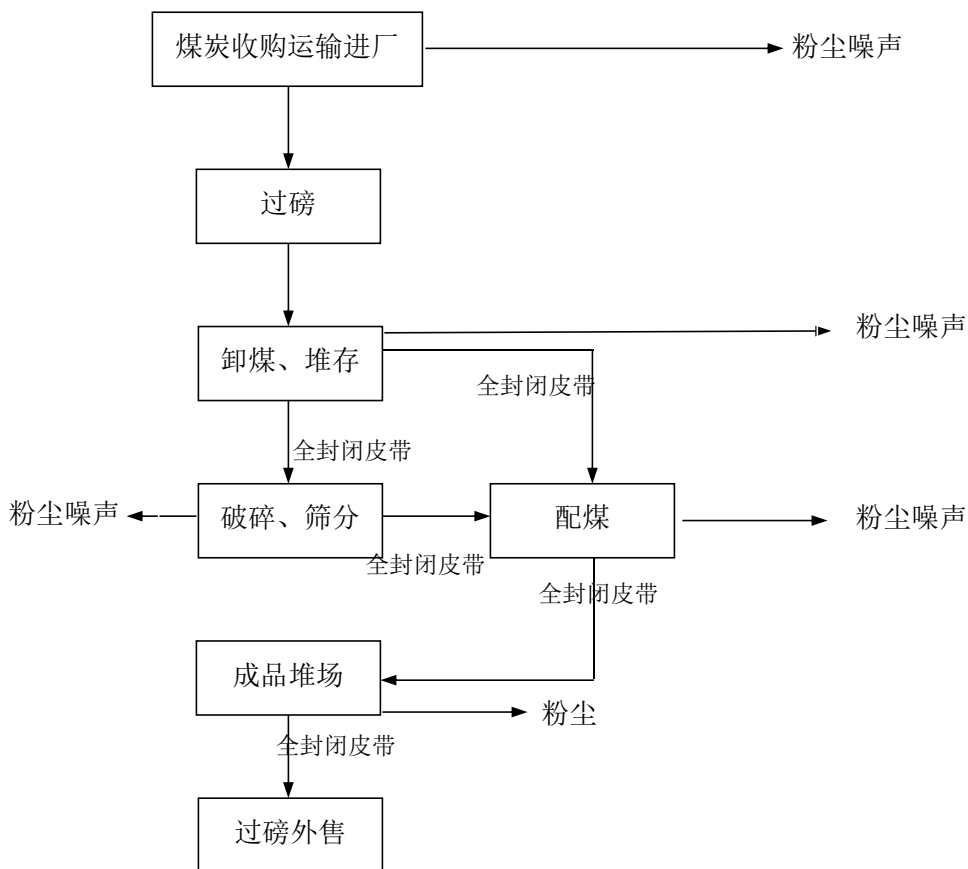 煤炭收购运输进厂
粉尘噪声
过磅
粉尘噪声
卸煤、堆存
全封闭皮带
全封闭皮带
粉尘噪声
破碎、筛分
配煤
粉尘噪声
全封闭皮带
全封闭皮带
成品堆场
粉尘
全封闭皮带
过磅外售